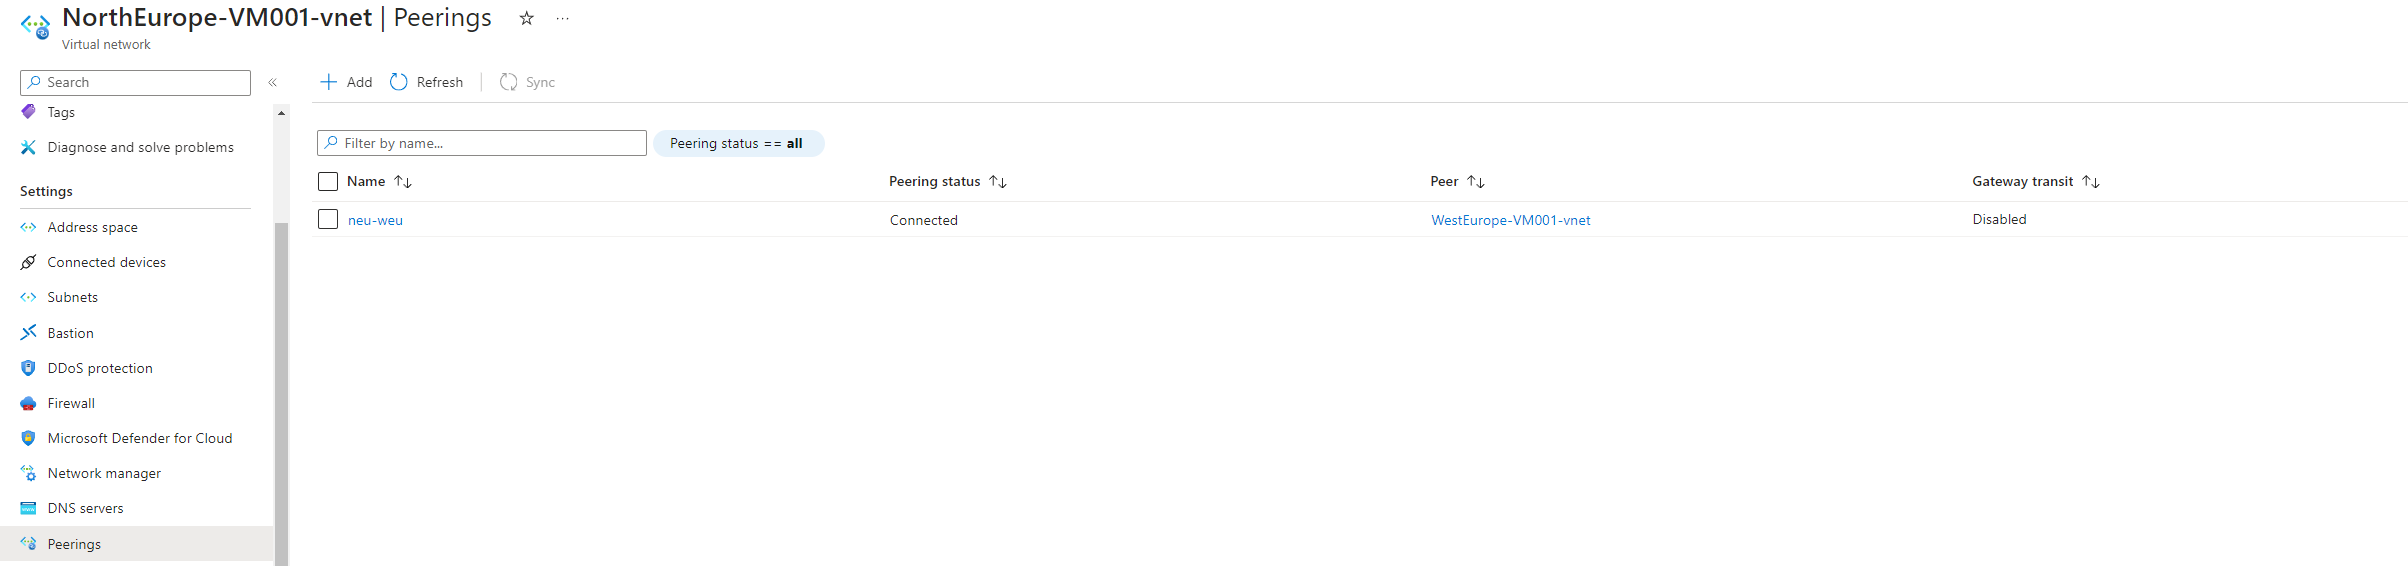 NorthEurope-VM001-vnet | Peerings
Virtual network
Search
Tags
Diagnose and solve problems
Settings
Address space
Connected devices
Subnets
Bastion
DDoS protection
Firewall
Microsoft Defender for Cloud
Network manager
DNS servers
Peerings
Add Refresh Sync
Filter by name... Peering status == all
Name Peering status Peer Gateway transit
neu-weu Connected WestEurope-VM001-vnet Disabled